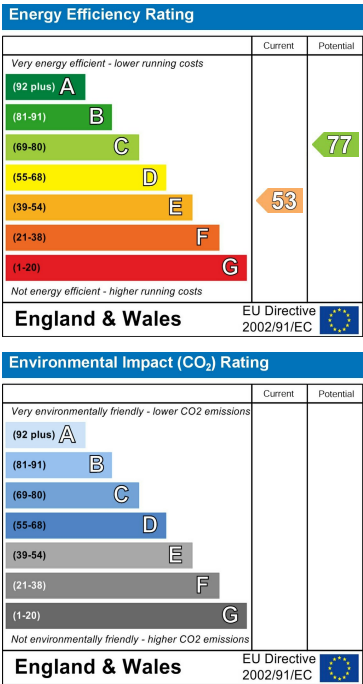 Energy Efficiency Rating
Current Potential
Very energy efficient - lower running costs
(92 plus) A
(81-91) B
(69-80) C
77
(55-68) D
(39-54) E
53
(21-38) F
(1-20) G
Not energy efficient - higher running costs
England & Wales
EU Directive
2002/91/EC
Environmental Impact (CO₂) Rating
Current Potential
Very environmentally friendly - lower CO2 emissions
(92 plus) A
(81-91) B
(69-80) C
(55-68) D
(39-54) E
(21-38) F
(1-20) G
Not environmentally friendly - higher CO2 emissions
England & Wales
EU Directive
2002/91/EC